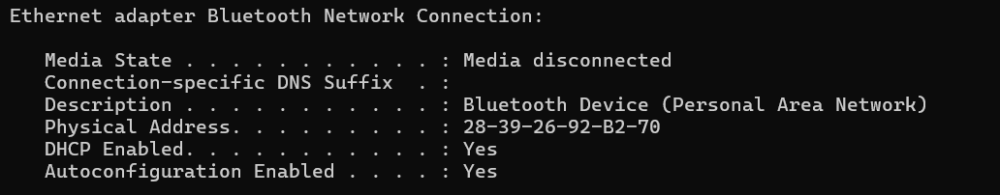 Ethernet adapter Bluetooth Network Connection:
Media State . . . . . . . . . . . : Media disconnected
Connection-specific DNS Suffix  . :
Description . . . . . . . . . . . : Bluetooth Device (Personal Area Network)
Physical Address. . . . . . . . . : 28-39-26-92-B2-70
DHCP Enabled. . . . . . . . . . . : Yes
Autoconfiguration Enabled . . . . : Yes